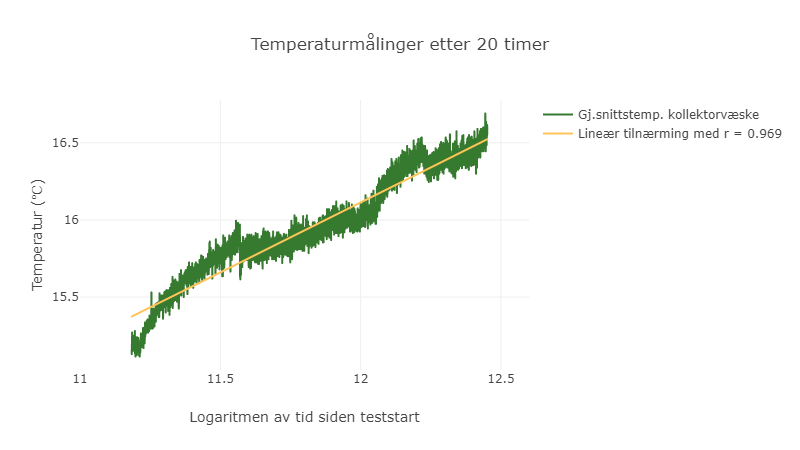 Temperaturmålinger etter 20 timer
Gj.snittstemp. kollektorvæske
Lineær tilnærming med r = 0.969
Temperatur (℃)
16.5
16
15.5
11
11.5
12
12.5
Logaritmen av tid siden teststart